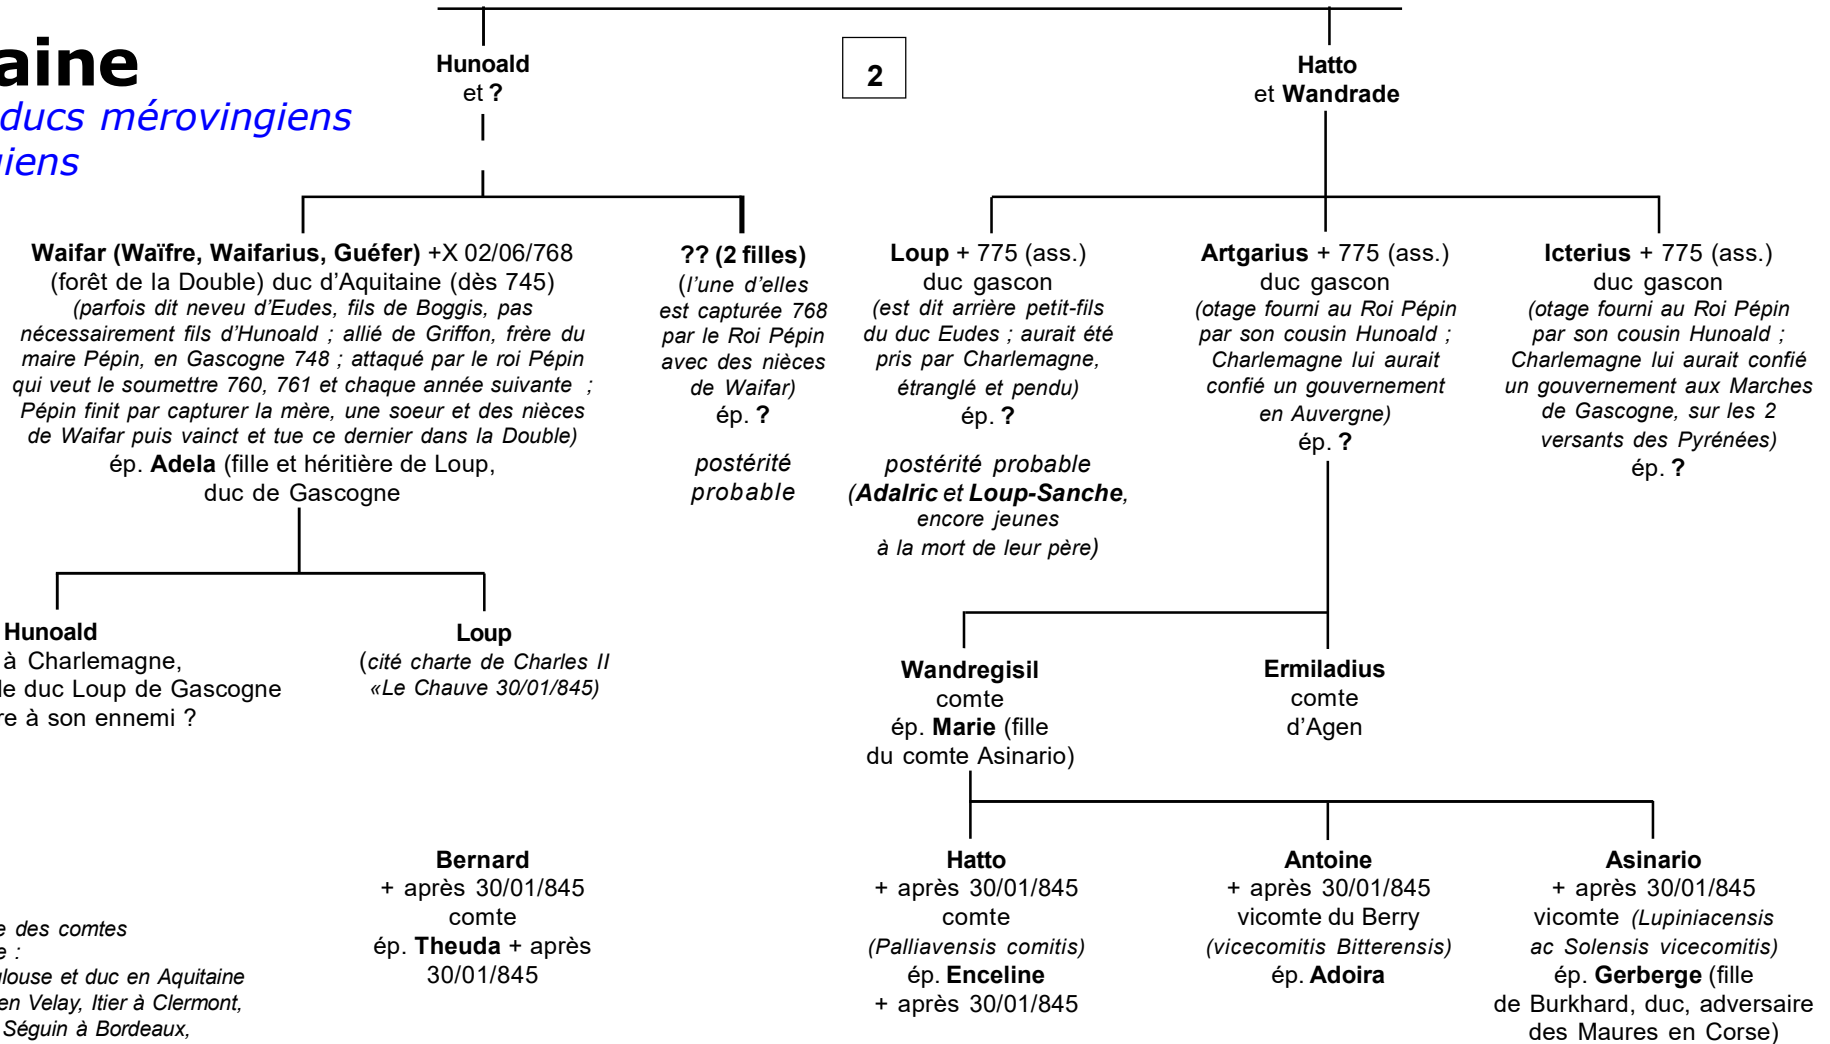 aine
ducs mérovingiens
giens
Hunoald
et ?
2
Hatto
et Wandrade
Waifar (Waïfre, Waifarius, Guéfer) +X 02/06/768
(forêt de la Double) duc d’Aquitaine (dès 745)
(parfois dit neveu d’Eudes, fils de Boggis, pas
nécessairement fils d’Hunoald ; allié de Griffon, frère du
maire Pépin, en Gascogne 748 ; attaqué par le roi Pépin
qui veut le soumettre 760, 761 et chaque année suivante ;
Pépin finit par capturer la mère, une soeur et des nièces
de Waifar puis vainct et tue ce dernier dans la Double)
ép. Adela (fille et héritière de Loup,
duc de Gascogne
?? (2 filles)
(l’une d’elles
est capturée 768
par le Roi Pépin
avec des nièces
de Waifar)
ép. ?
postérité
probable
Loup + 775 (ass.)
duc gascon
(est dit arrière petit-fils
du duc Eudes ; aurait été
pris par Charlemagne,
étranglé et pendu)
ép. ?
postérité probable
(Adalric et Loup-Sanche,
encore jeunes
à la mort de leur père)
Artgarius + 775 (ass.)
duc gascon
(otage fourni au Roi Pépin
par son cousin Hunoald ;
Charlemagne lui aurait
confié un gouvernement
en Auvergne)
ép. ?
Icterius + 775 (ass.)
duc gascon
(otage fourni au Roi Pépin
par son cousin Hunoald ;
Charlemagne lui aurait confié
un gouvernement aux Marches
de Gascogne, sur les 2
versants des Pyrénées)
ép. ?
Hunoald
à Charlemagne,
le duc Loup de Gascogne
re à son ennemi ?
Loup
(cité charte de Charles II
«Le Chauve 30/01/845)
Wandregisil
comte
ép. Marie (fille
du comte Asinario)
Ermiladius
comte
d’Agen
e des comtes
e :
ulouse et duc en Aquitaine
en Velay, Itier à Clermont,
Séguin à Bordeaux,
Bernard
+ après 30/01/845
comte
ép. Theuda + après
30/01/845
Hatto
+ après 30/01/845
comte
(Palliavensis comitis)
ép. Enceline
+ après 30/01/845
Antoine
+ après 30/01/845
vicomte du Berry
(vicecomitis Bitterensis)
ép. Adoira
Asinario
+ après 30/01/845
vicomte (Lupiniacensis
ac Solensis vicecomitis)
ép. Gerberge (fille
de Burkhard, duc, adversaire
des Maures en Corse)